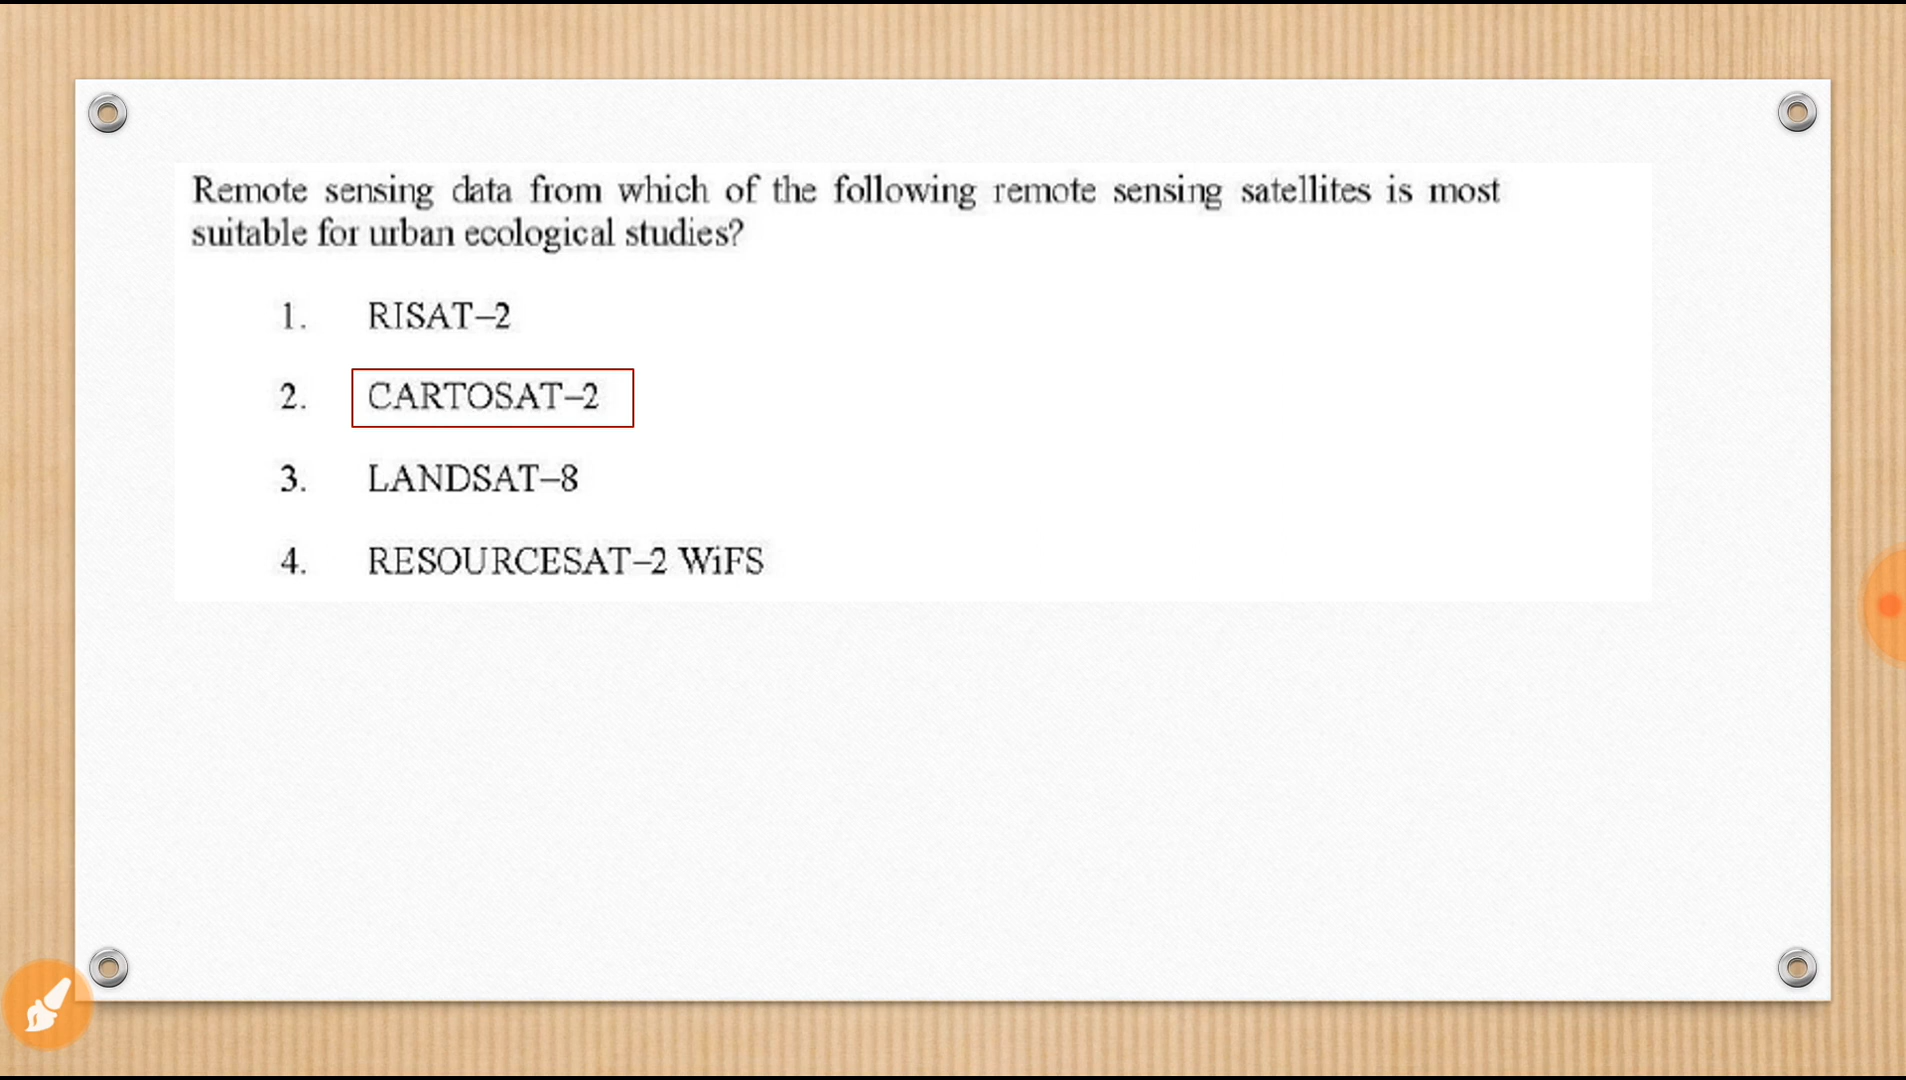 Remote sensing data from which of the following remote sensing satellites is most
suitable for urban ecological studies?
1. RISAT–2
2. CARTOSAT–2
3. LANDSAT–8
4. RESOURCESAT–2 WiFS